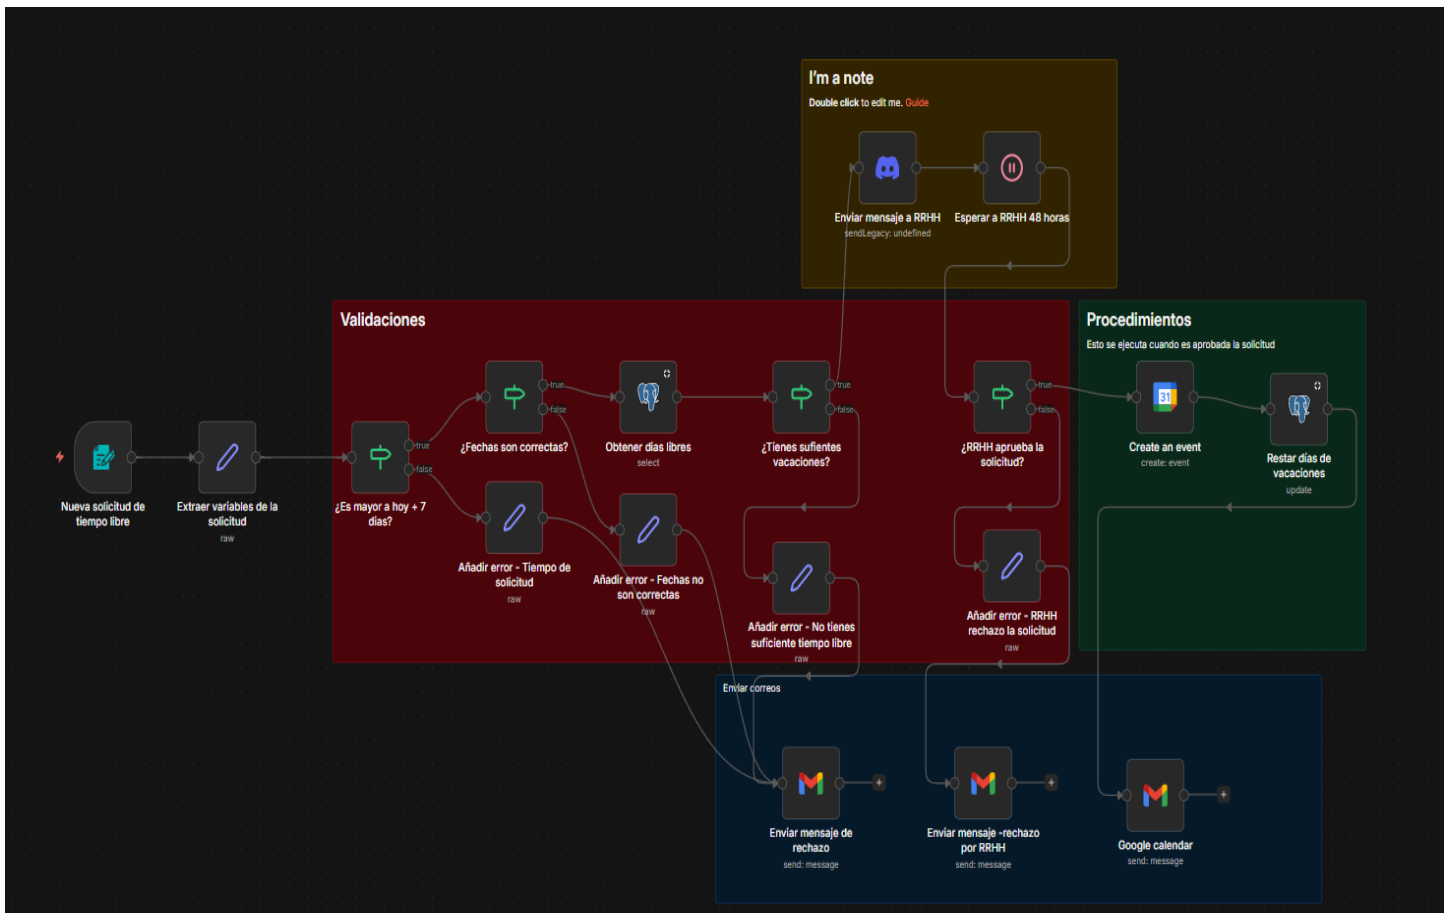 I'm a note
Double click to edit me. Guide
Enviar mensaje a RRHH
sendLegacy: undefined
Esperar a RRHH 48 horas
Validaciones
Procedimientos
Esto se ejecuta cuando es aprobada la solicitud
true
false
¿Fechas son correctas?
Obtener dias libres
select
true
false
¿Tienes sufientes
vacaciones?
true
false
¿RRHH aprueba la
solicitud?
31
Create an event
create: event
Restar días de
vacaciones
update
Nueva solicitud de
tiempo libre
Extraer variables de la
solicitud
raw
true
false
¿Es mayor a hoy + 7
dias?
Añadir error - Tiempo de
solicitud
raw
Añadir error - Fechas no
son correctas
raw
Añadir error - No tienes
suficiente tiempo libre
raw
Añadir error - RRHH
rechazo la solicitud
raw
Enviar correos
Enviar mensaje de
rechazo
send: message
Enviar mensaje -rechazo
por RRHH
send: message
Google calendar
send: message